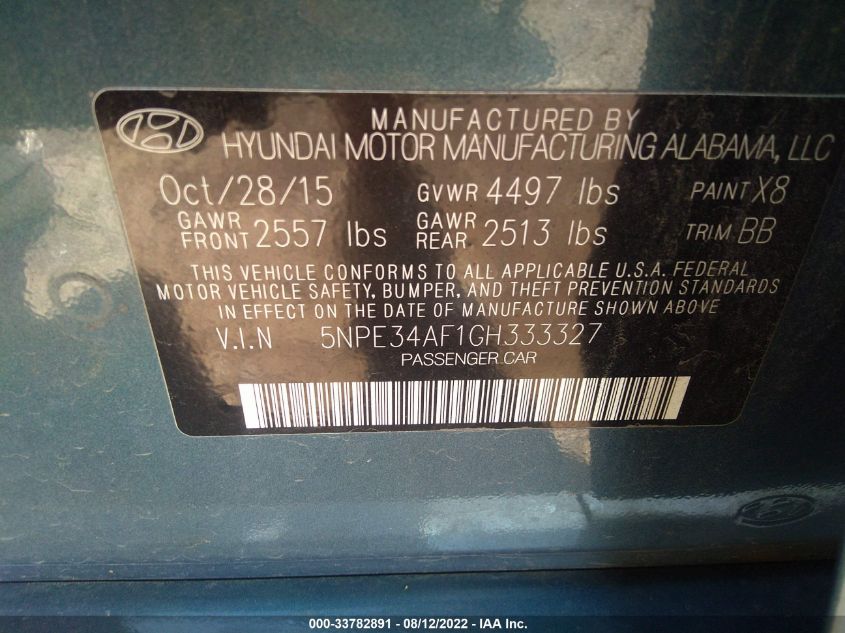 MANUFACTURED BY
HYUNDAI MOTOR MANUFACTURING ALABAMA, LLC
Oct/28/15 GVWR 4497 lbs PAINT X8
GAWR FRONT 2557 lbs GAWR REAR 2513 lbs TRIM BB
THIS VEHICLE CONFORMS TO ALL APPLICABLE U.S.A. FEDERAL
MOTOR VEHICLE SAFETY, BUMPER, AND THEFT PREVENTION STANDARDS
IN EFFECT ON THE DATE OF MANUFACTURE SHOWN ABOVE
V.I.N 5NPE34AF1GH333327
PASSENGER CAR
000-33782891 - 08/12/2022 - IAA Inc.